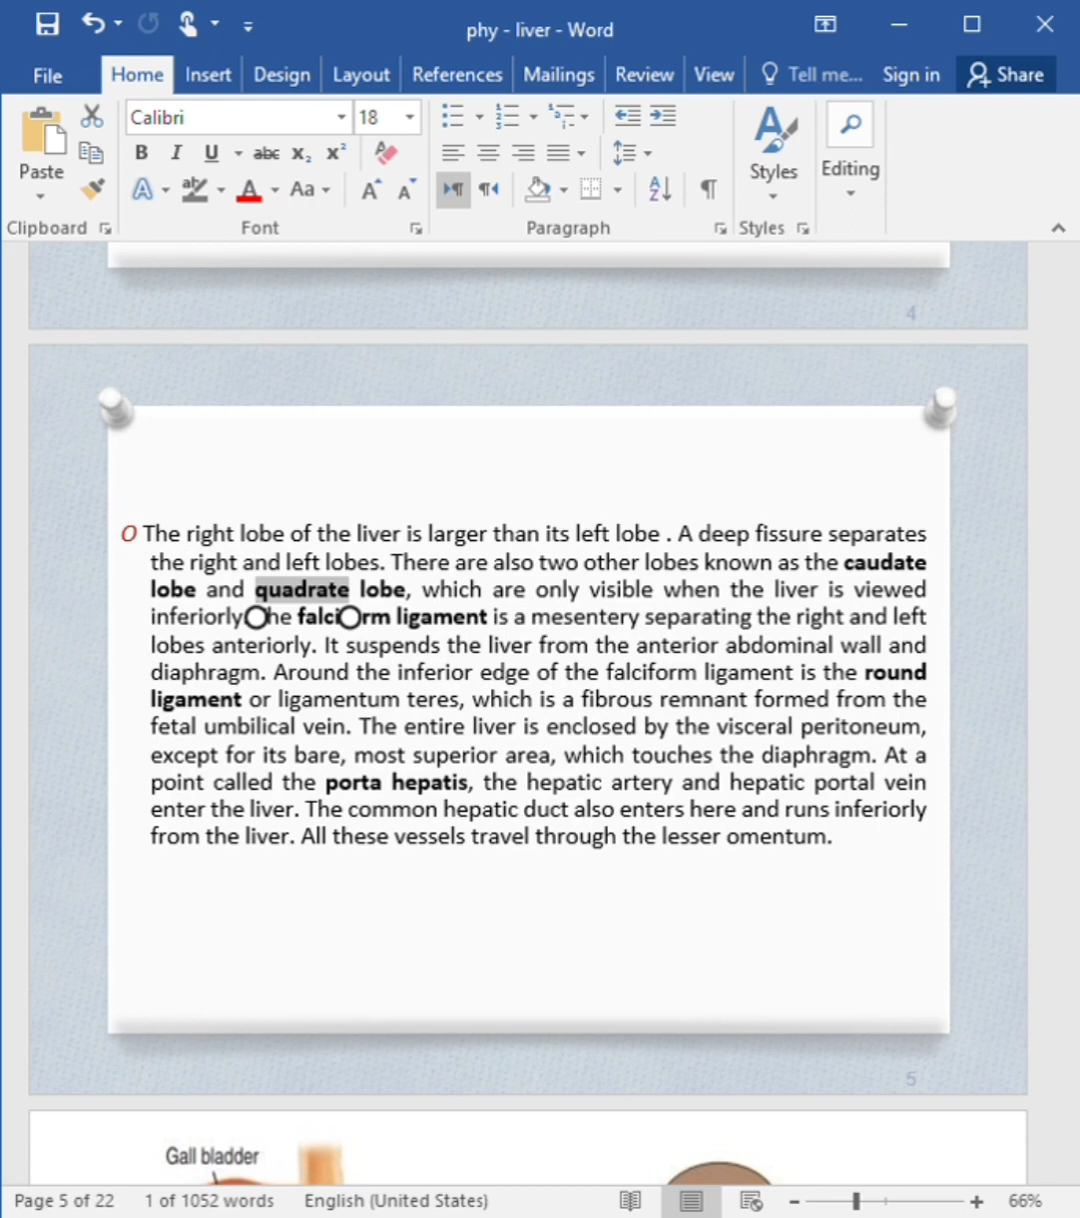 phy - liver - Word
File Home Insert Design Layout References Mailings Review View Tell me... Sign in Share
Paste
Calibri 18
B I U abc X₂ X² A
A ab A Aa A A
Styles
Editing
Clipboard Font Paragraph Styles
4
O The right lobe of the liver is larger than its left lobe . A deep fissure separates
the right and left lobes. There are also two other lobes known as the caudate
lobe and quadrate lobe, which are only visible when the liver is viewed
inferiorly he falci rm ligament is a mesentery separating the right and left
lobes anteriorly. It suspends the liver from the anterior abdominal wall and
diaphragm. Around the inferior edge of the falciform ligament is the round
ligament or ligamentum teres, which is a fibrous remnant formed from the
fetal umbilical vein. The entire liver is enclosed by the visceral peritoneum,
except for its bare, most superior area, which touches the diaphragm. At a
point called the porta hepatis, the hepatic artery and hepatic portal vein
enter the liver. The common hepatic duct also enters here and runs inferiorly
from the liver. All these vessels travel through the lesser omentum.
5
Gall bladder
Page 5 of 22 1 of 1052 words English (United States) 66%